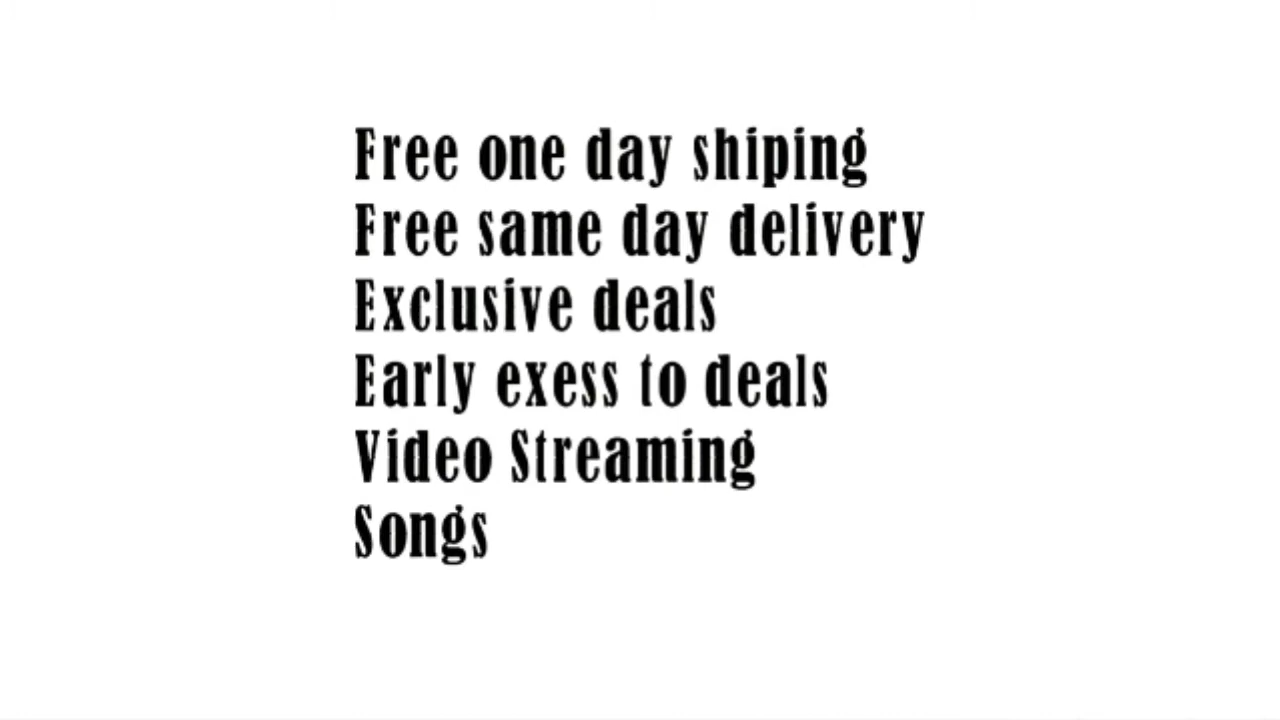 Free one day shiping
Free same day delivery
Exclusive deals
Early exess to deals
Video Streaming
Songs